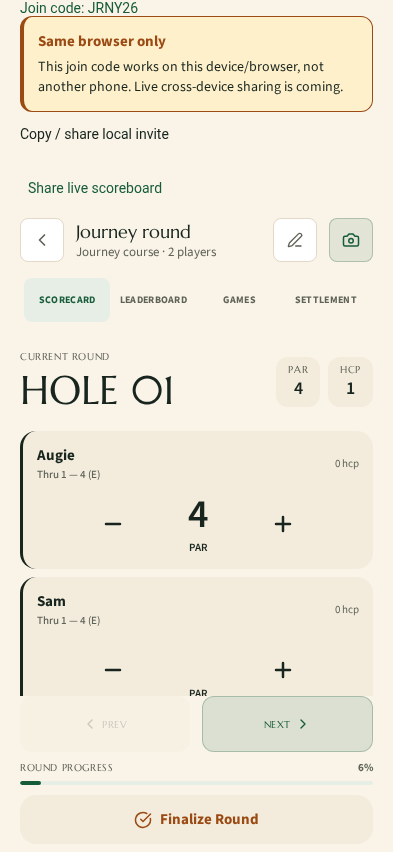 Join code: JRNY26
Same browser only
This join code works on this device/browser, not
another phone. Live cross-device sharing is coming.
Copy / share local invite
Share live scoreboard
Journey round
Journey course · 2 players
SCORECARD LEADERBOARD GAMES SETTLEMENT
CURRENT ROUND
HOLE 01
PAR
4
HCP
1
Augie
Thru 1 — 4 (E)
0 hcp
− 4 +
PAR
Sam
Thru 1 — 4 (E)
0 hcp
− +
PAR
PREV
NEXT
ROUND PROGRESS 6%
Finalize Round